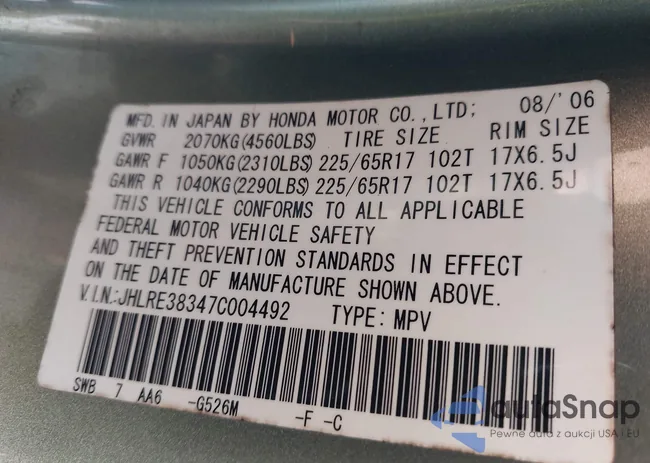 MFD. IN JAPAN BY HONDA MOTOR CO.,LTD; 08/'06
GVWR 2070KG(4560LBS) TIRE SIZE RIM SIZE
GAWR F 1050KG(2310LBS) 225/65R17 102T 17X6.5J
GAWR R 1040KG(2290LBS) 225/65R17 102T 17X6.5J
THIS VEHICLE CONFORMS TO ALL APPLICABLE
FEDERAL MOTOR VEHICLE SAFETY
AND THEFT PREVENTION STANDARDS IN EFFECT
ON THE DATE OF MANUFACTURE SHOWN ABOVE.
V.I.N.:JHLRE38347C004492 TYPE: MPV
SWB 7 AA6 -G526M -F -C
autaSnap
Pewne auta z aukcji USA i EU